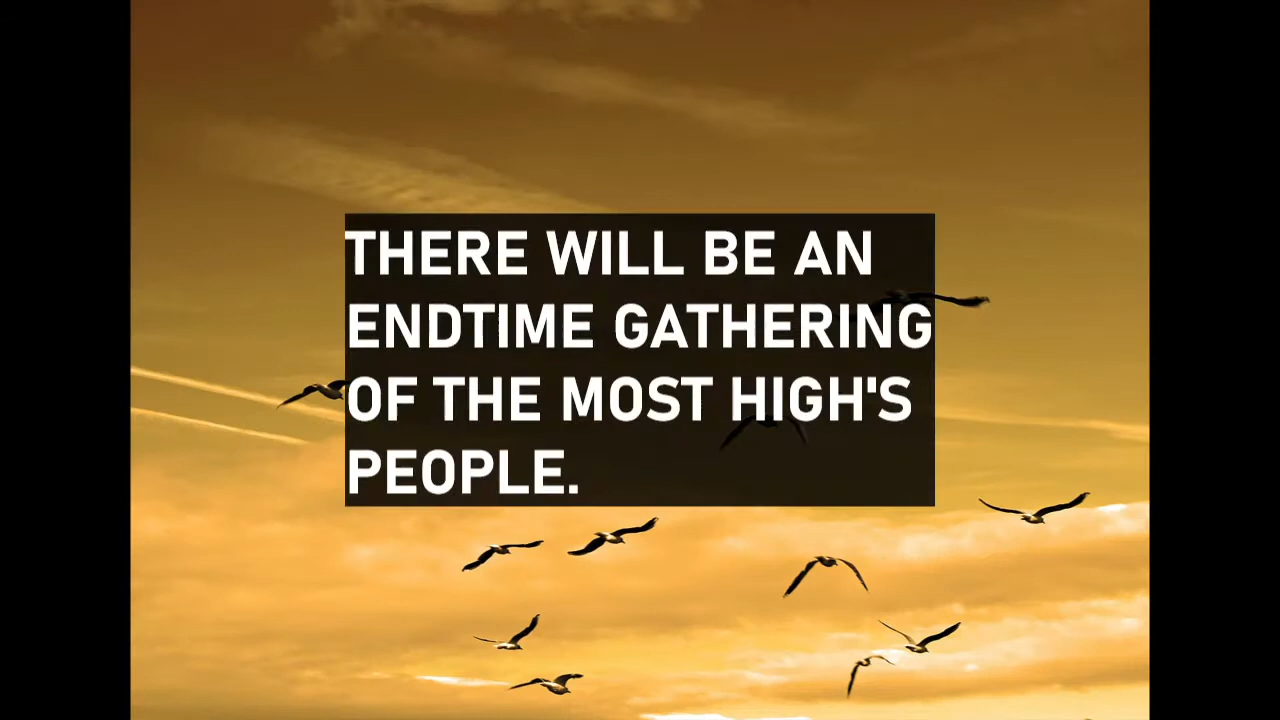 THERE WILL BE AN
ENDTIME GATHERING
OF THE MOST HIGH'S
PEOPLE.